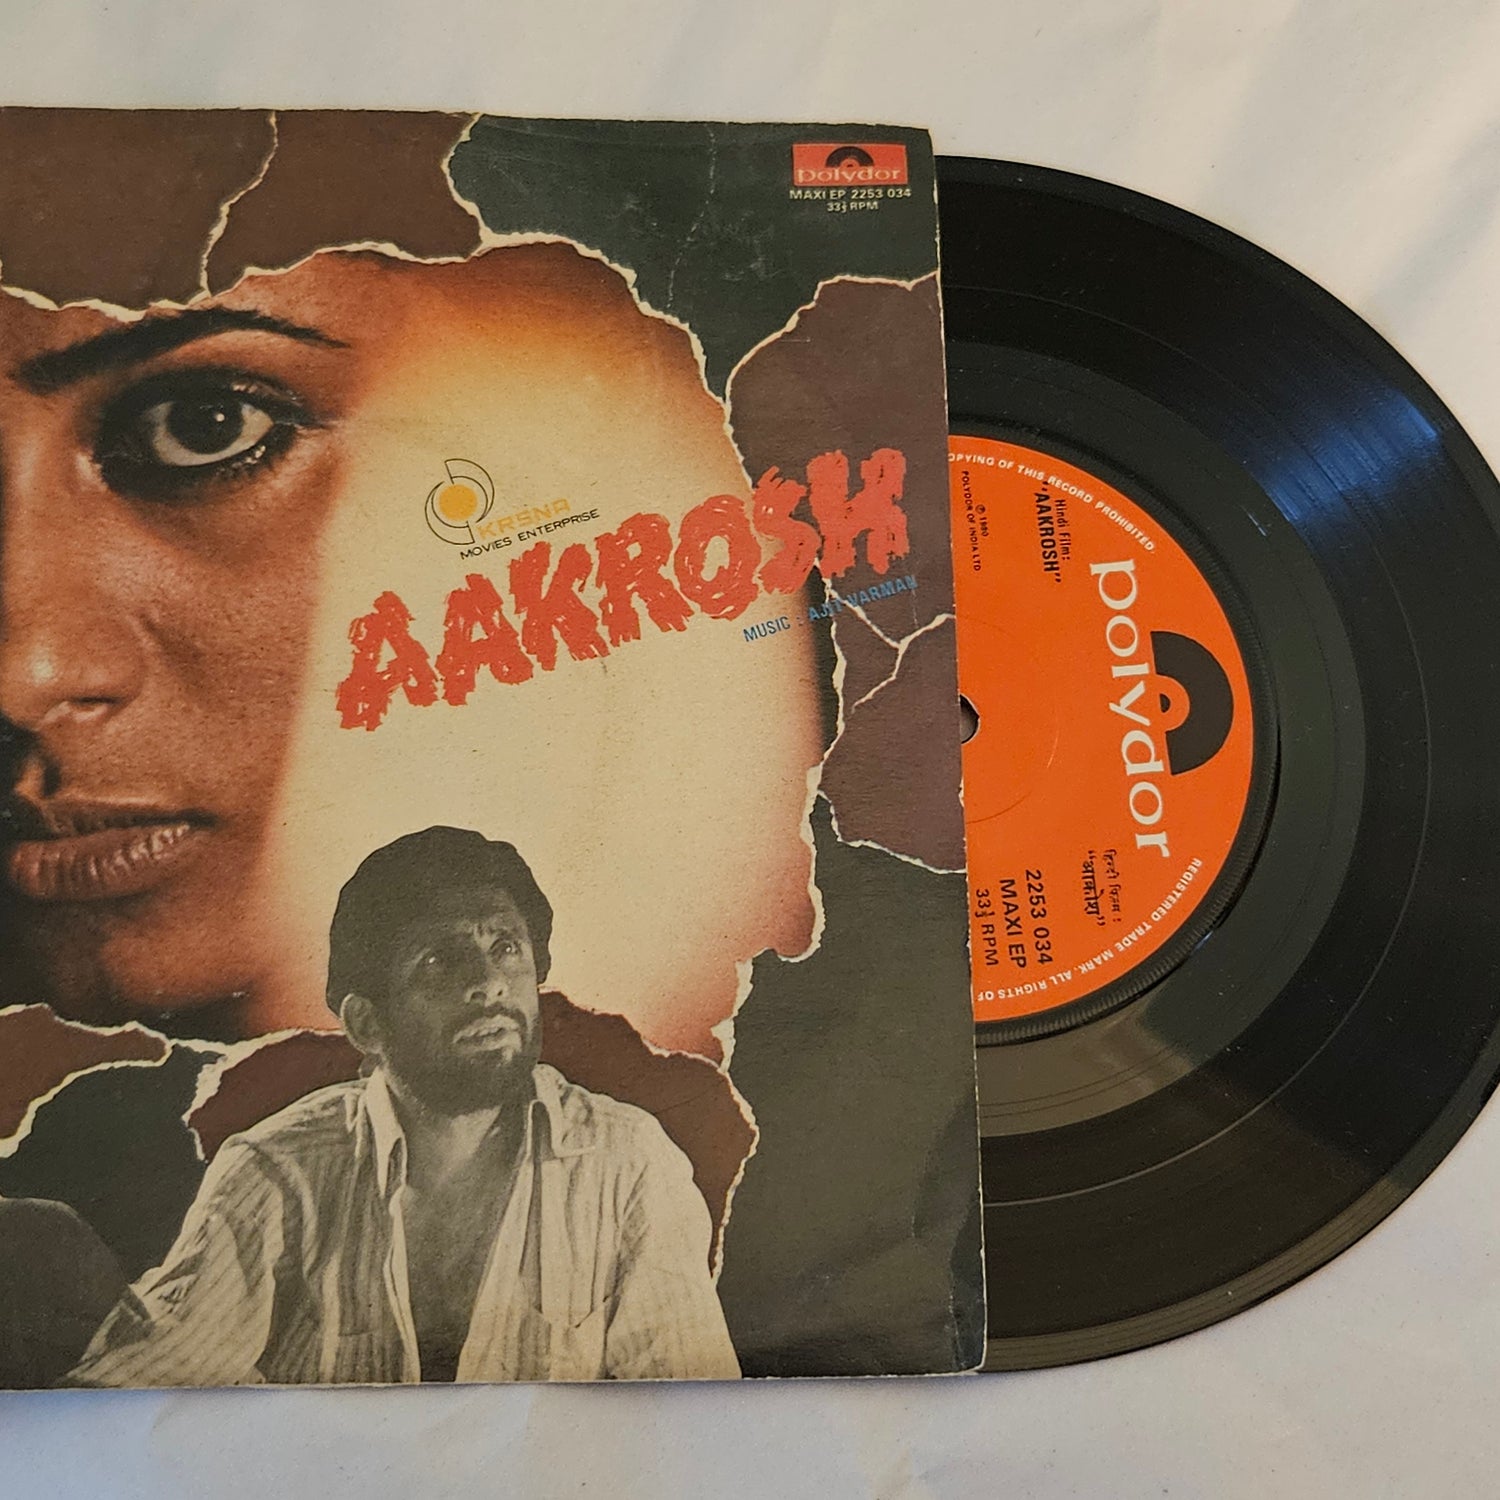 polydor
MAXI EP 2253 034
33⅓ RPM
KRSNA
MOVIES ENTERPRISE
AAKROSH
MUSIC : AJIT VARMAN
OPYING OF THIS RECORD PROHIBITED.
Hindi Film:
"AAKROSH"
℗ 1980
POLYDOR OF INDIA LTD
polydor
हिन्दी फिल्म :
"आक्रोश"
2253 034
MAXI EP
33⅓ RPM
REGISTERED TRADE MARK. ALL RIGHTS OF